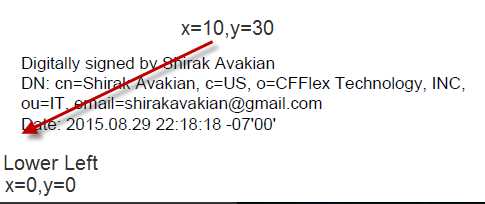 x=10,y=30
Digitally signed by Shirak Avakian
DN: cn=Shirak Avakian, c=US, o=CFFlex Technology, INC,
ou=IT, email=shirakavakian@gmail.com
Date: 2015.08.29 22:18:18 -07'00'
Lower Left
x=0,y=0